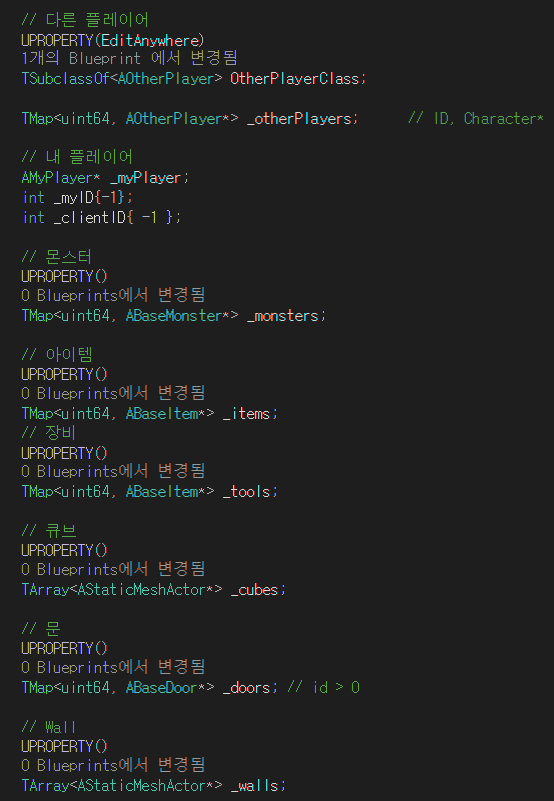 // 다른 플레이어
UPROPERTY(EditAnywhere)
1개의 Blueprint 에서 변경됨
TSubclassOf<AOtherPlayer> OtherPlayerClass;
TMap<uint64, AOtherPlayer*> _otherPlayers; // ID, Character*
// 내 플레이어
AMyPlayer* _myPlayer;
int _myID{-1};
int _clientID{ -1 };
// 몬스터
UPROPERTY()
0 Blueprints에서 변경됨
TMap<uint64, ABaseMonster*> _monsters;
// 아이템
UPROPERTY()
0 Blueprints에서 변경됨
TMap<uint64, ABaseItem*> _items;
// 장비
UPROPERTY()
0 Blueprints에서 변경됨
TMap<uint64, ABaseItem*> _tools;
// 큐브
UPROPERTY()
0 Blueprints에서 변경됨
TArray<AStaticMeshActor*> _cubes;
// 문
UPROPERTY()
0 Blueprints에서 변경됨
TMap<uint64, ABaseDoor*> _doors; // id > 0
// Wall
UPROPERTY()
0 Blueprints에서 변경됨
TArray<AStaticMeshActor*> _walls;